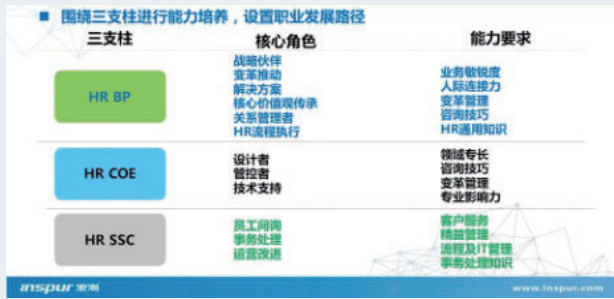 围绕三支柱进行能力培养，设置职业发展路径
三支柱 核心角色 能力要求
HR BP
战略伙伴
变革推动
解决方案
核心价值观传承
关系管理者
HR流程执行
业务敏锐度
人际连接力
变革管理
咨询技巧
HR通用知识
HR COE
设计者
管控者
技术支持
领域专长
咨询技巧
变革管理
专业影响力
HR SSC
员工问询
事务处理
运营改进
客户服务
精益管理
流程及IT管理
事务处理知识
inspur 浪潮
www.inspur.com